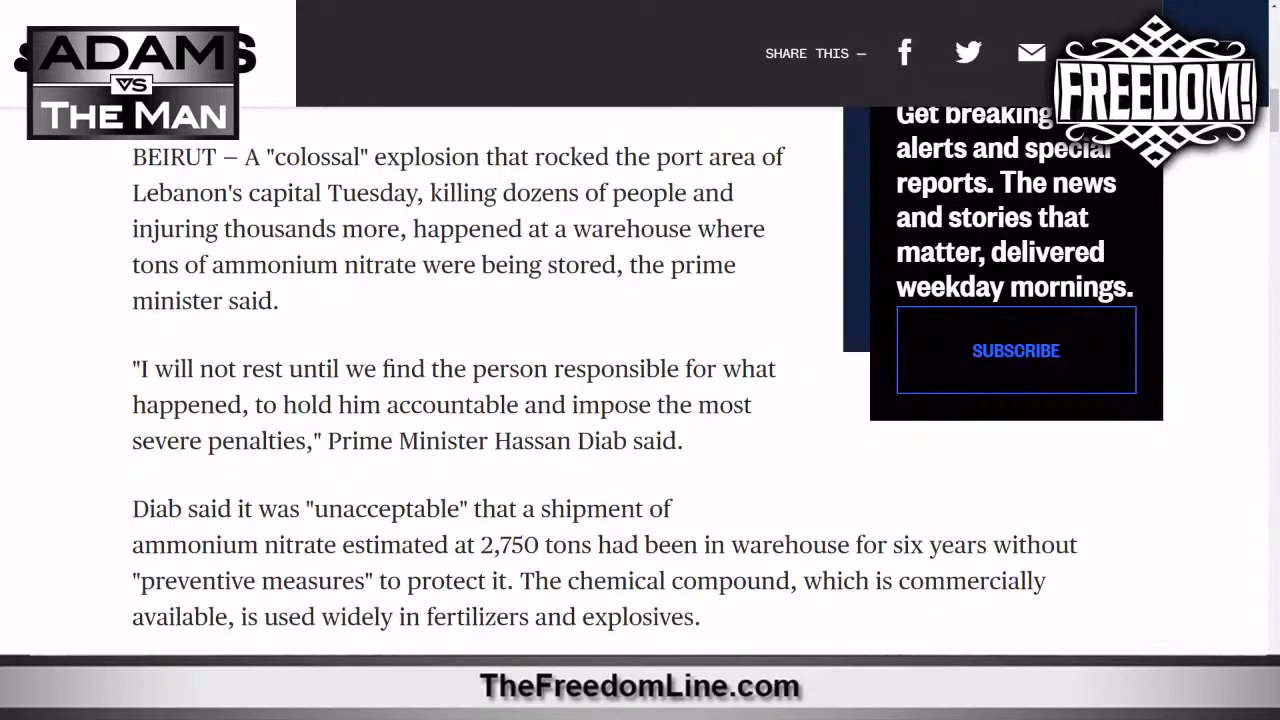 ADAMS
VS
THE MAN
SHARE THIS —
FREEDOM!
BEIRUT — A "colossal" explosion that rocked the port area of
Lebanon's capital Tuesday, killing dozens of people and
injuring thousands more, happened at a warehouse where
tons of ammonium nitrate were being stored, the prime
minister said.
"I will not rest until we find the person responsible for what
happened, to hold him accountable and impose the most
severe penalties," Prime Minister Hassan Diab said.
Diab said it was "unacceptable" that a shipment of
ammonium nitrate estimated at 2,750 tons had been in warehouse for six years without
"preventive measures" to protect it. The chemical compound, which is commercially
available, is used widely in fertilizers and explosives.
Get breaking
alerts and special
reports. The news
and stories that
matter, delivered
weekday mornings.
SUBSCRIBE
TheFreedomLine.com